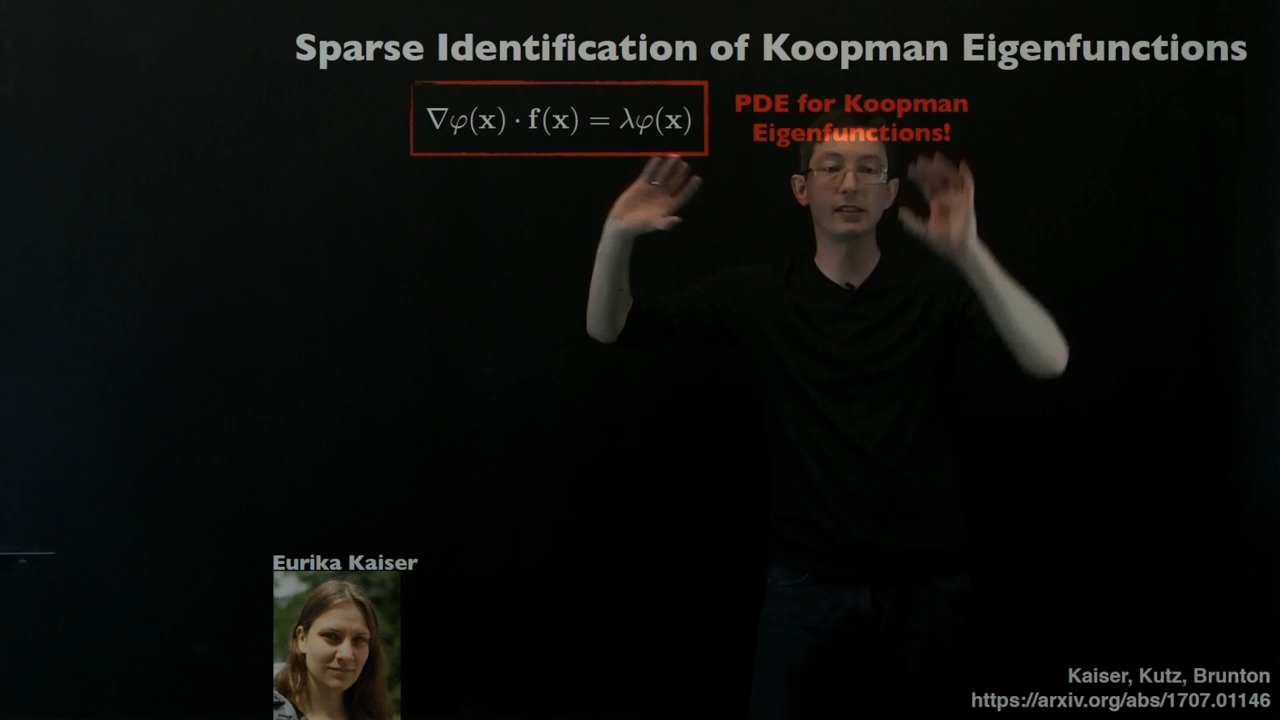 Sparse Identification of Koopman Eigenfunctions
∇φ(x) · f(x) = λφ(x)
PDE for Koopman
Eigenfunctions!
Eurika Kaiser
Kaiser, Kutz, Brunton
https://arxiv.org/abs/1707.01146